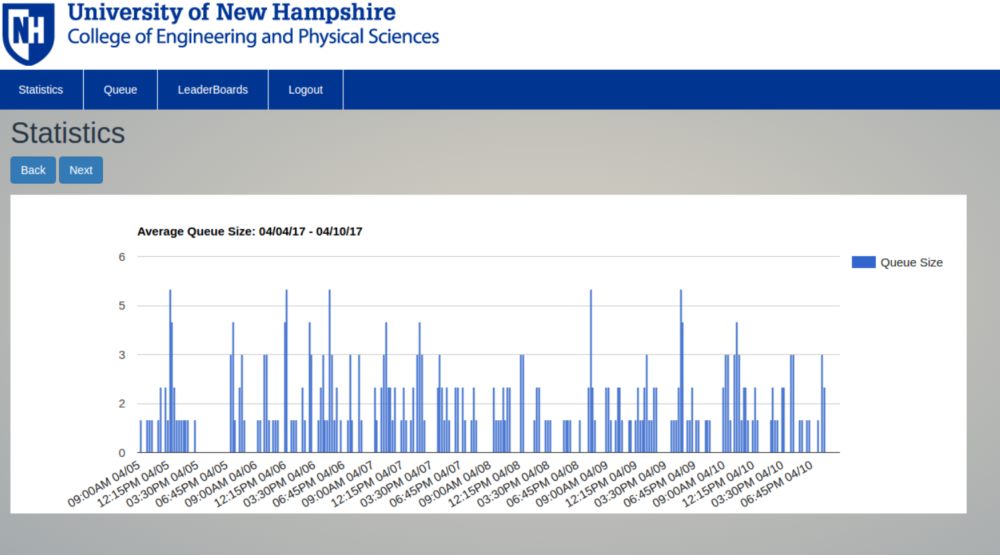 NH
University of New Hampshire
College of Engineering and Physical Sciences
Statistics Queue LeaderBoards Logout
Statistics
Back Next
Average Queue Size: 04/04/17 - 04/10/17
6
Queue Size
5
3
2
0
09:00AM 04/05
12:15PM 04/05
03:30PM 04/05
06:45PM 04/05
09:00AM 04/06
12:15PM 04/06
03:30PM 04/06
06:45PM 04/06
09:00AM 04/07
12:15PM 04/07
03:30PM 04/07
06:45PM 04/07
09:00AM 04/08
12:15PM 04/08
03:30PM 04/08
06:45PM 04/08
09:00AM 04/09
12:15PM 04/09
03:30PM 04/09
06:45PM 04/09
09:00AM 04/10
12:15PM 04/10
03:30PM 04/10
06:45PM 04/10